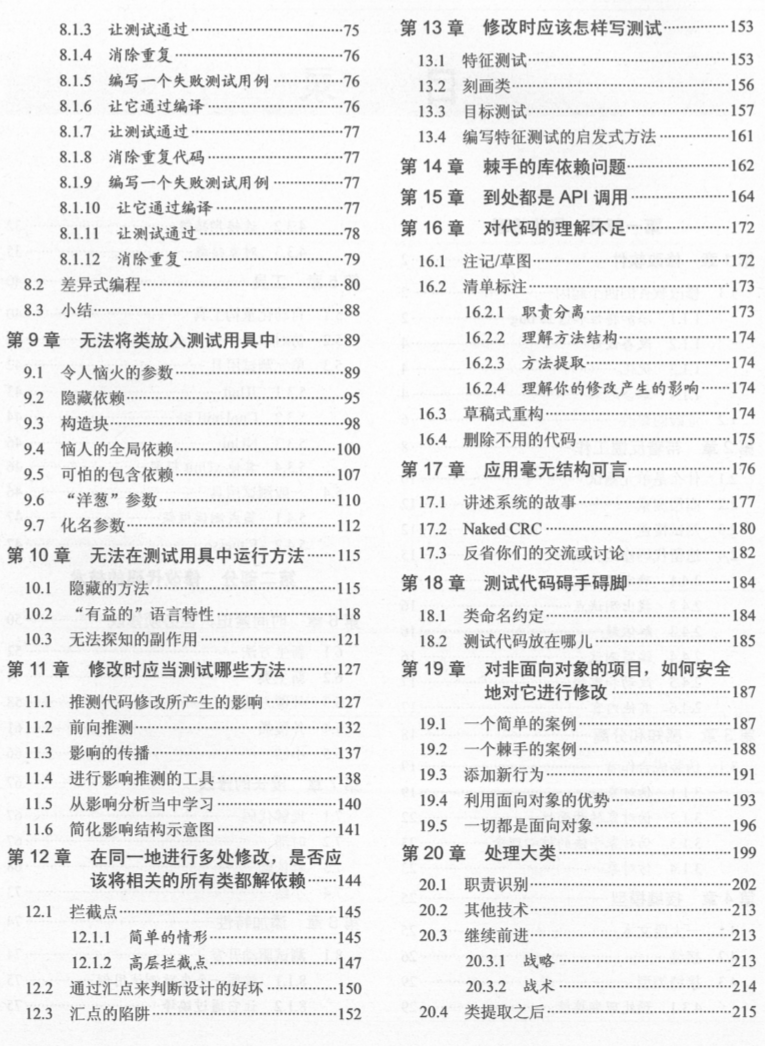 8.1.3 让测试通过……75
8.1.4 消除重复……76
8.1.5 编写一个失败测试用例……76
8.1.6 让它通过编译……76
8.1.7 让测试通过……77
8.1.8 消除重复代码……77
8.1.9 编写一个失败测试用例……77
8.1.10 让它通过编译……77
8.1.11 让测试通过……78
8.1.12 消除重复……79
8.2 差异式编程……80
8.3 小结……88
第 9 章 无法将类放入测试用具中……89
9.1 令人恼火的参数……89
9.2 隐藏依赖……95
9.3 构造块……98
9.4 恼人的全局依赖……100
9.5 可怕的包含依赖……107
9.6 “洋葱”参数……110
9.7 化名参数……112
第 10 章 无法在测试用具中运行方法……115
10.1 隐藏的方法……115
10.2 “有益的”语言特性……118
10.3 无法探知的副作用……121
第 11 章 修改时应当测试哪些方法……127
11.1 推测代码修改所产生的影响……127
11.2 前向推测……132
11.3 影响的传播……137
11.4 进行影响推测的工具……138
11.5 从影响分析当中学习……140
11.6 简化影响结构示意图……141
第 12 章 在同一地进行多处修改，是否应
该将相关的所有类都解依赖……144
12.1 拦截点……145
12.1.1 简单的情形……145
12.1.2 高层拦截点……147
12.2 通过汇点来判断设计的好坏……150
12.3 汇点的陷阱……152
第 13 章 修改时应该怎样写测试……153
13.1 特征测试……153
13.2 刻画类……156
13.3 目标测试……157
13.4 编写特征测试的启发式方法……161
第 14 章 棘手的库依赖问题……162
第 15 章 到处都是 API 调用……164
第 16 章 对代码的理解不足……172
16.1 注记/草图……172
16.2 清单标注……173
16.2.1 职责分离……173
16.2.2 理解方法结构……174
16.2.3 方法提取……174
16.2.4 理解你的修改产生的影响……174
16.3 草稿式重构……174
16.4 删除不用的代码……175
第 17 章 应用毫无结构可言……176
17.1 讲述系统的故事……177
17.2 Naked CRC……180
17.3 反省你们的交流或讨论……182
第 18 章 测试代码碍手碍脚……184
18.1 类命名约定……184
18.2 测试代码放在哪儿……185
第 19 章 对非面向对象的项目，如何安全
地对它进行修改……187
19.1 一个简单的案例……187
19.2 一个棘手的案例……188
19.3 添加新行为……191
19.4 利用面向对象的优势……193
19.5 一切都是面向对象……196
第 20 章 处理大类……199
20.1 职责识别……202
20.2 其他技术……213
20.3 继续前进……213
20.3.1 战略……213
20.3.2 战术……214
20.4 类提取之后……215